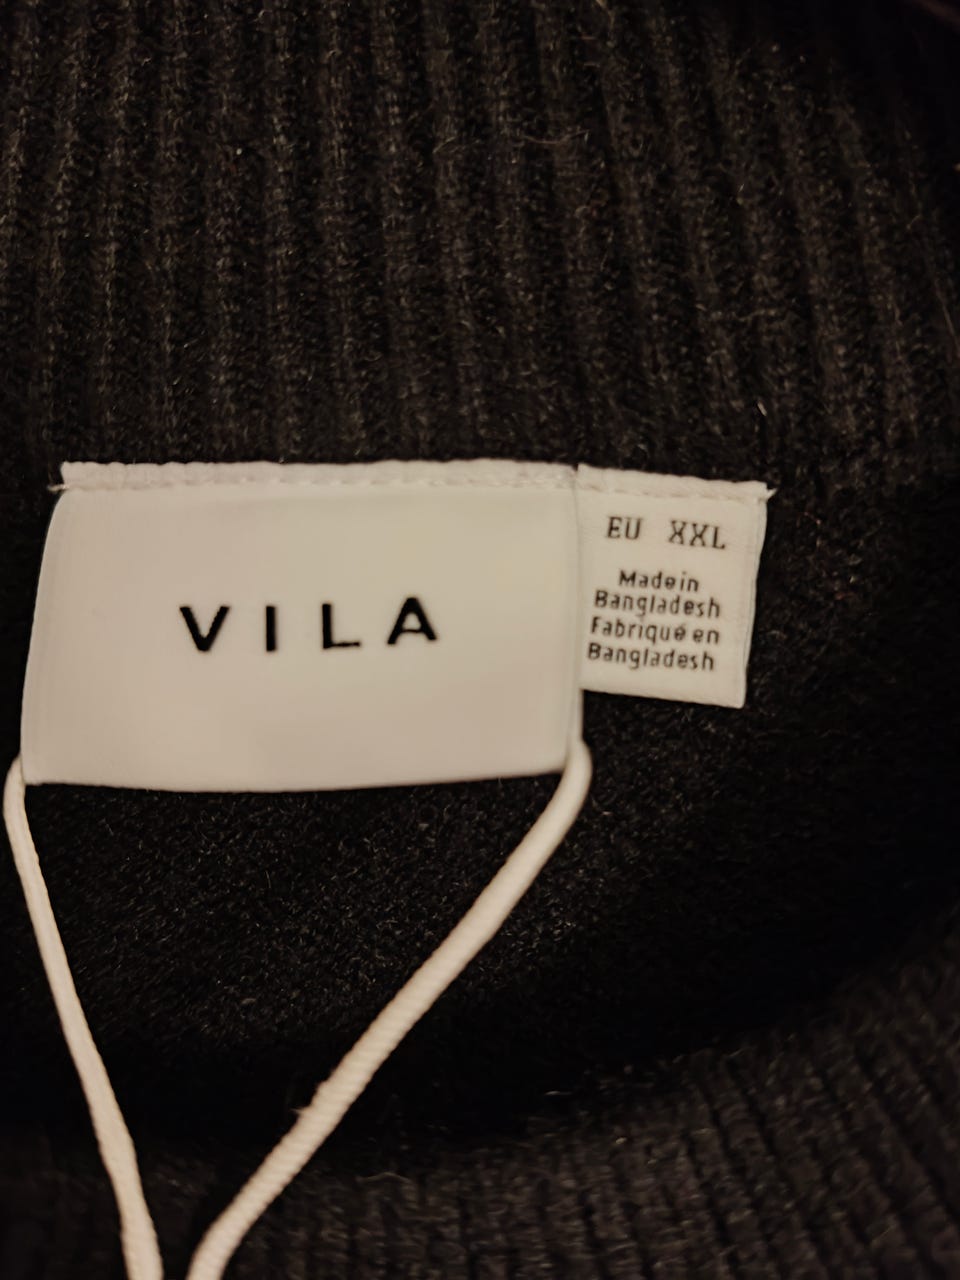 VILA
EU XXL
Made in
Bangladesh
Fabriqué en
Bangladesh